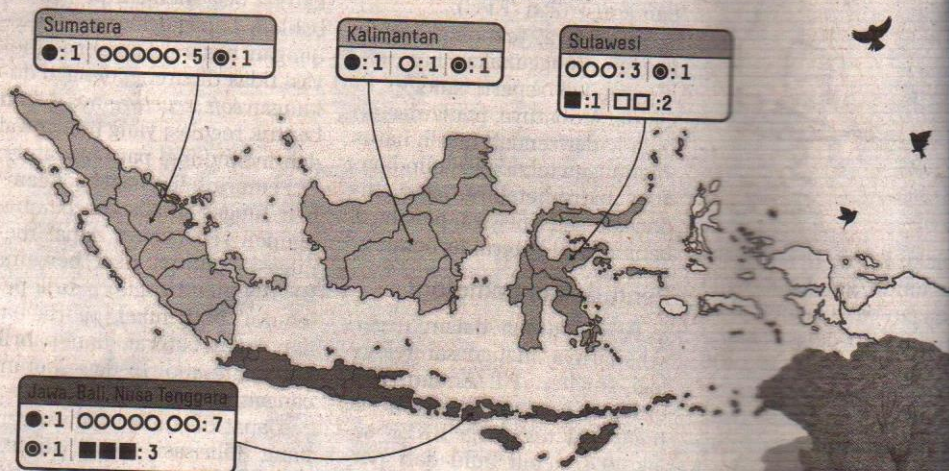 Sumatera
●: 1 | ○○○○○: 5 | ◉: 1
Kalimantan
●: 1 | ○: 1 | ◉: 1
Sulawesi
○○○: 3 | ◉: 1
■:1 | □□:2
Jawa, Bali, Nusa Tenggara
●: 1 | ○○○○○ ○○: 7
◉: 1 | ■■■: 3